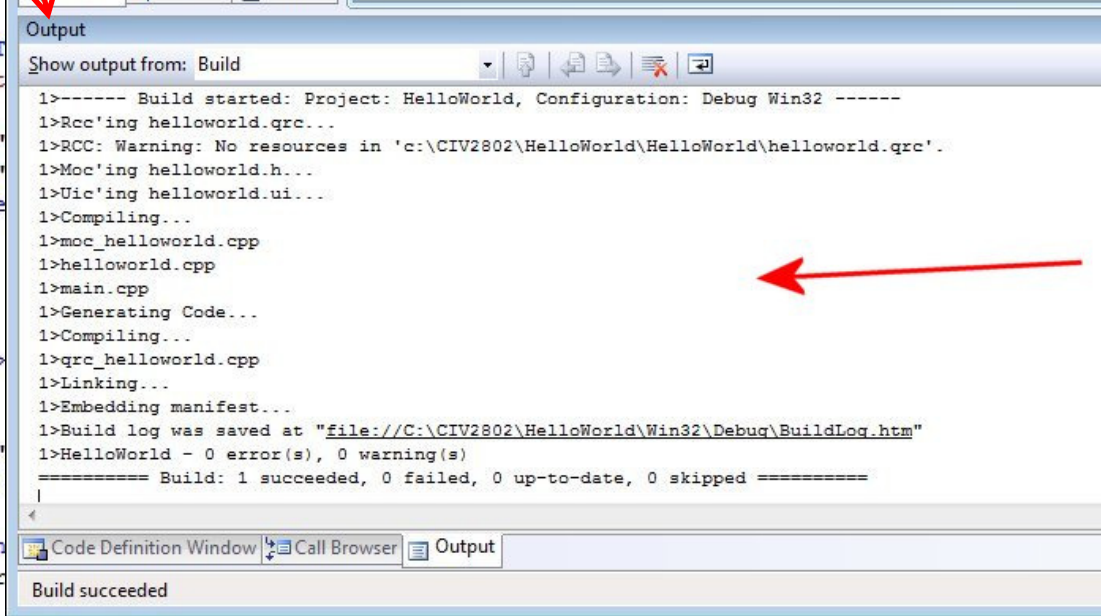 Output
Show output from: Build
1>------ Build started: Project: HelloWorld, Configuration: Debug Win32 ------
1>Rcc'ing helloworld.qrc...
1>RCC: Warning: No resources in 'c:\CIV2802\HelloWorld\HelloWorld\helloworld.qrc'.
1>Moc'ing helloworld.h...
1>Uic'ing helloworld.ui...
1>Compiling...
1>moc_helloworld.cpp
1>helloworld.cpp
1>main.cpp
1>Generating Code...
1>Compiling...
1>qrc_helloworld.cpp
1>Linking...
1>Embedding manifest...
1>Build log was saved at "file://C:\CIV2802\HelloWorld\Win32\Debug\BuildLog.htm"
1>HelloWorld - 0 error(s), 0 warning(s)
========== Build: 1 succeeded, 0 failed, 0 up-to-date, 0 skipped ==========
Code Definition Window Call Browser Output
Build succeeded